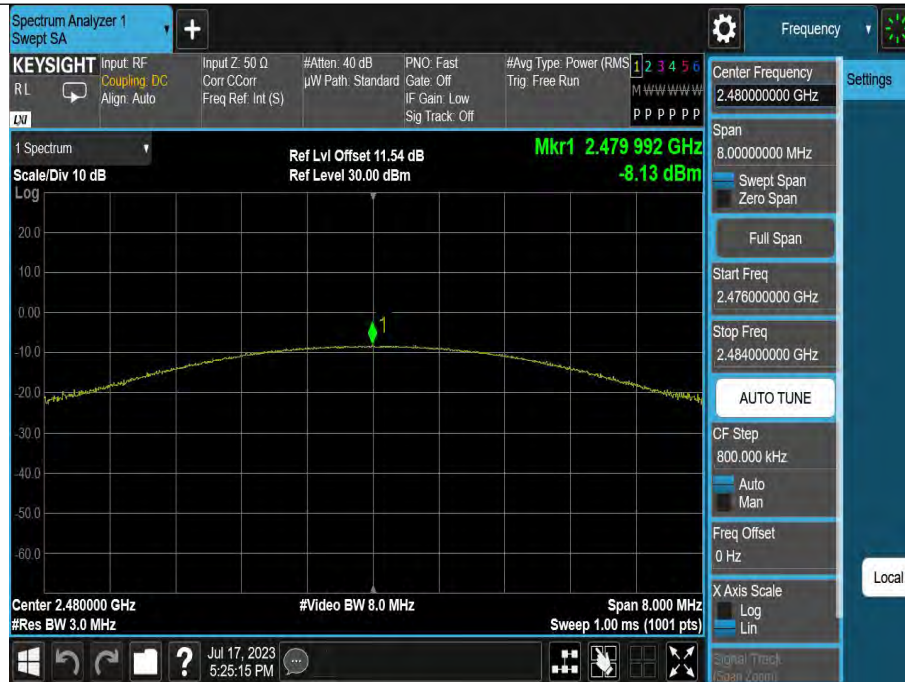 Spectrum Analyzer 1
Swept SA
+
Frequency
KEYSIGHT
RL
LXI
Input: RF
Coupling: DC
Align: Auto
Input Z: 50 Ω
Corr CCorr
Freq Ref: Int (S)
#Atten: 40 dB
µW Path: Standard
PNO: Fast
Gate: Off
IF Gain: Low
Sig Track: Off
#Avg Type: Power (RMS
Trig: Free Run
1 2 3 4 5 6
M W W W W W
P P P P P P
1 Spectrum
Scale/Div 10 dB
Log
Ref Lvl Offset 11.54 dB
Ref Level 30.00 dBm
Mkr1 2.479 992 GHz
-8.13 dBm
20.0
10.0
0.00
-10.0
-20.0
-30.0
-40.0
-50.0
-60.0
1
Center 2.480000 GHz
#Res BW 3.0 MHz
#Video BW 8.0 MHz
Span 8.000 MHz
Sweep 1.00 ms (1001 pts)
Center Frequency
2.480000000 GHz
Settings
Span
8.00000000 MHz
Swept Span
Zero Span
Full Span
Start Freq
2.476000000 GHz
Stop Freq
2.484000000 GHz
AUTO TUNE
CF Step
800.000 kHz
Auto
Man
Freq Offset
0 Hz
X Axis Scale
Log
Lin
Signal Track
(Span Zoom)
Local
?
Jul 17, 2023
5:25:15 PM